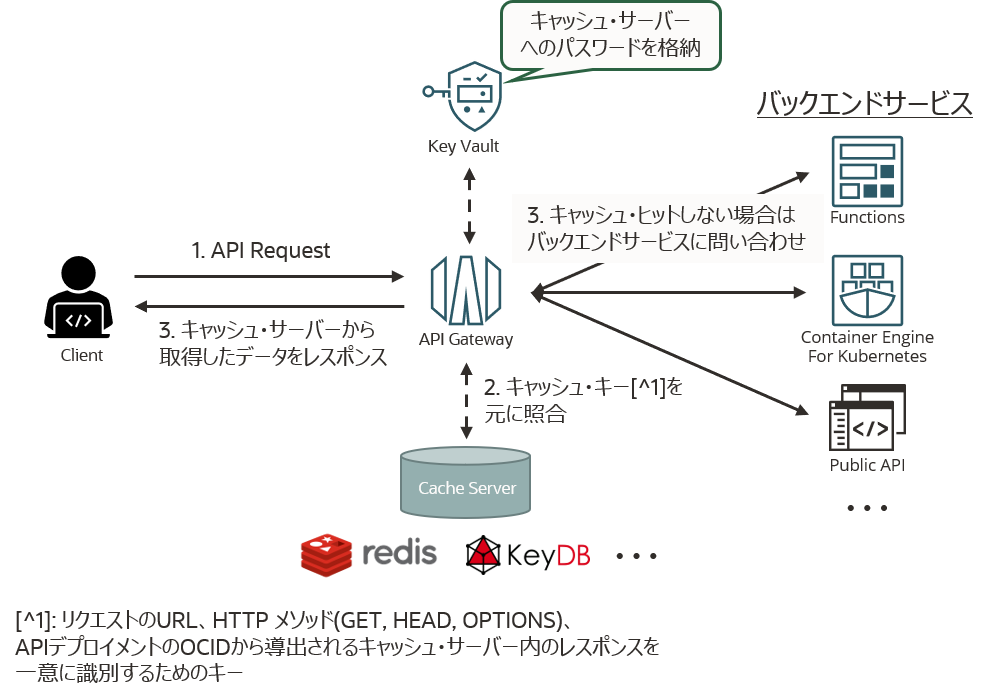 キャッシュ・サーバー
へのパスワードを格納
Key Vault
バックエンドサービス
Functions
3. キャッシュ・ヒットしない場合は
バックエンドサービスに問い合わせ
1. API Request
Client
3. キャッシュ・サーバーから
取得したデータをレスポンス
API Gateway
Container Engine
For Kubernetes
2. キャッシュ・キー[^1]を
元に照合
Public API
・・・
Cache Server
redis
KeyDB
・・・
[^1]: リクエストのURL、HTTP メソッド(GET, HEAD, OPTIONS)、
APIデプロイメントのOCIDから導出されるキャッシュ・サーバー内のレスポンスを
一意に識別するためのキー